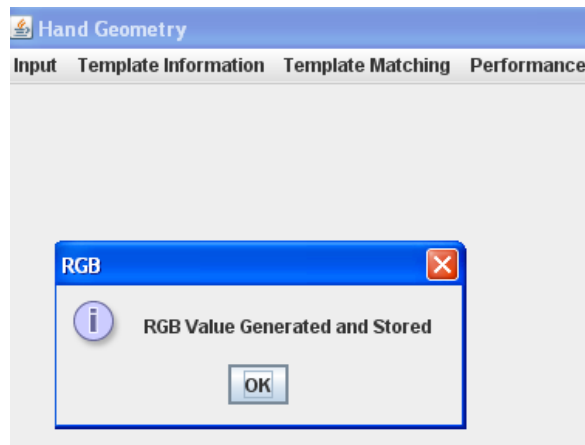 Hand Geometry
Input Template Information Template Matching Performance
RGB
i RGB Value Generated and Stored
OK